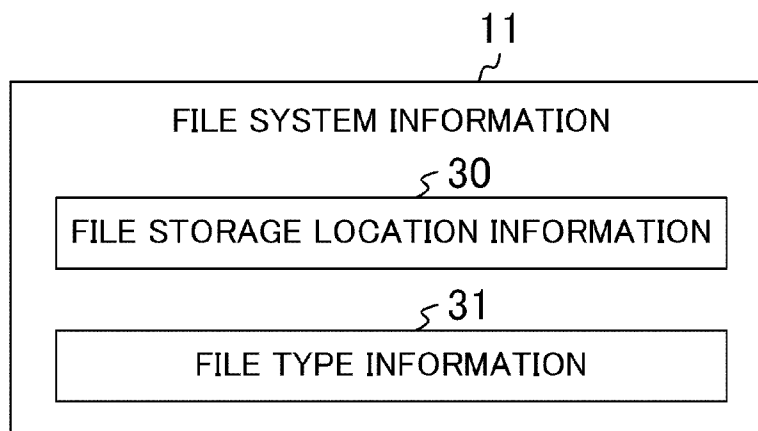 11
FILE SYSTEM INFORMATION
30
FILE STORAGE LOCATION INFORMATION
31
FILE TYPE INFORMATION